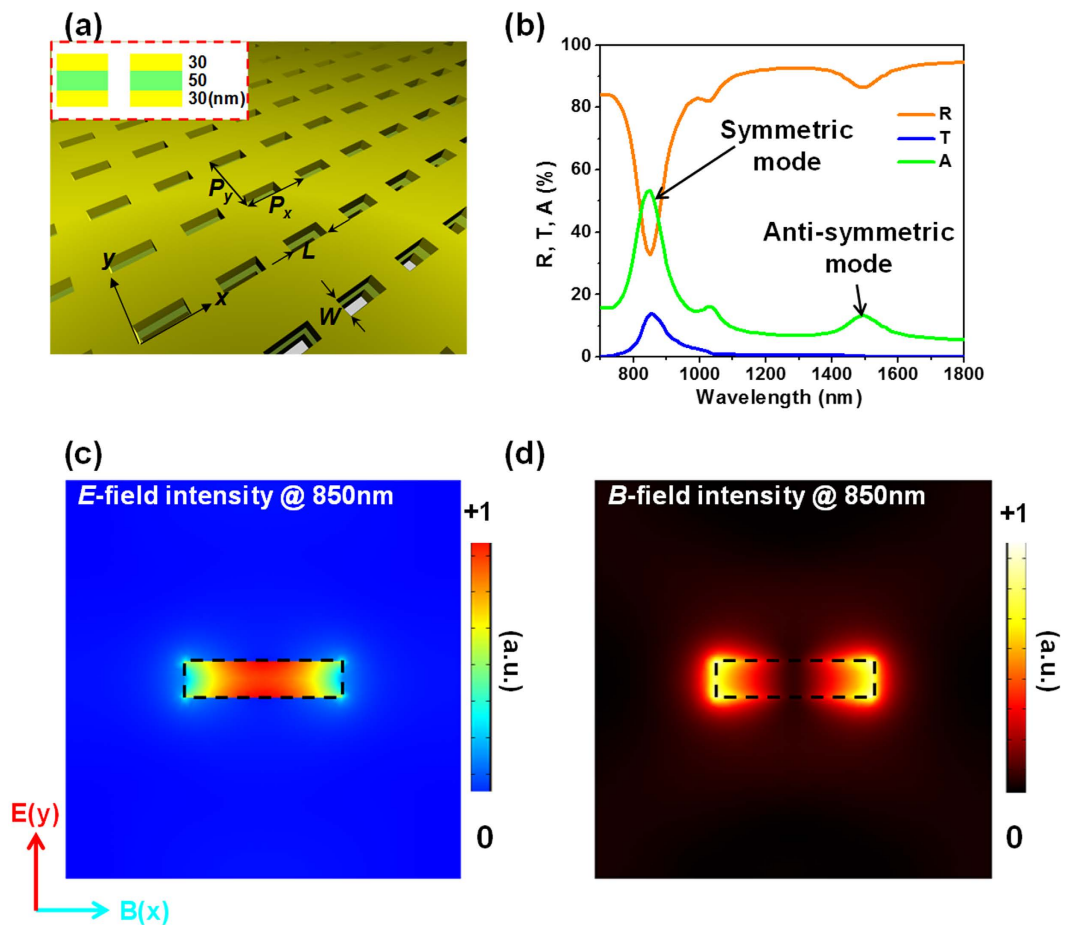 (a)
30
50
30(nm)
Py
Px
L
W
y
x
(b)
R, T, A (%)
100
80
60
40
20
0
800
1000
1200
1400
1600
1800
Wavelength (nm)
R
T
A
Symmetric
mode
Anti-symmetric
mode
(c)
E-field intensity @ 850nm
+1
(a.u.)
0
E(y)
B(x)
(d)
B-field intensity @ 850nm
+1
(a.u.)
0